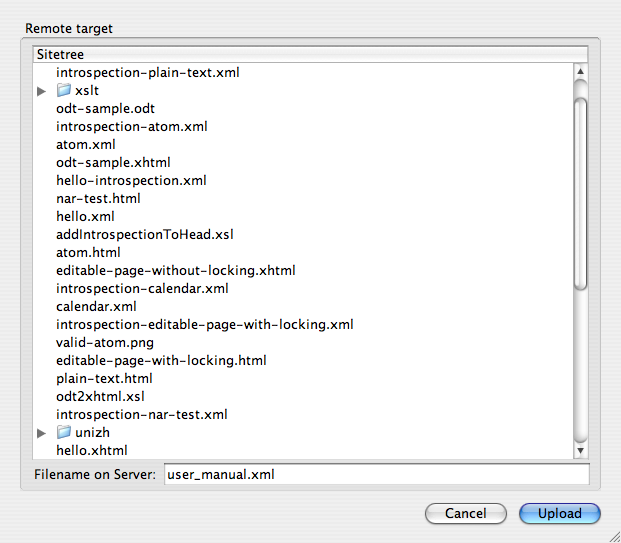 Remote target
Sitetree
introspection-plain-text.xml
xslt
odt-sample.odt
introspection-atom.xml
atom.xml
odt-sample.xhtml
hello-introspection.xml
nar-test.html
hello.xml
addIntrospectionToHead.xsl
atom.html
editable-page-without-locking.xhtml
introspection-calendar.xml
calendar.xml
introspection-editable-page-with-locking.xml
valid-atom.png
editable-page-with-locking.html
plain-text.html
odt2xhtml.xsl
introspection-nar-test.xml
unizh
hello.xhtml
Filename on Server: user_manual.xml
Cancel Upload